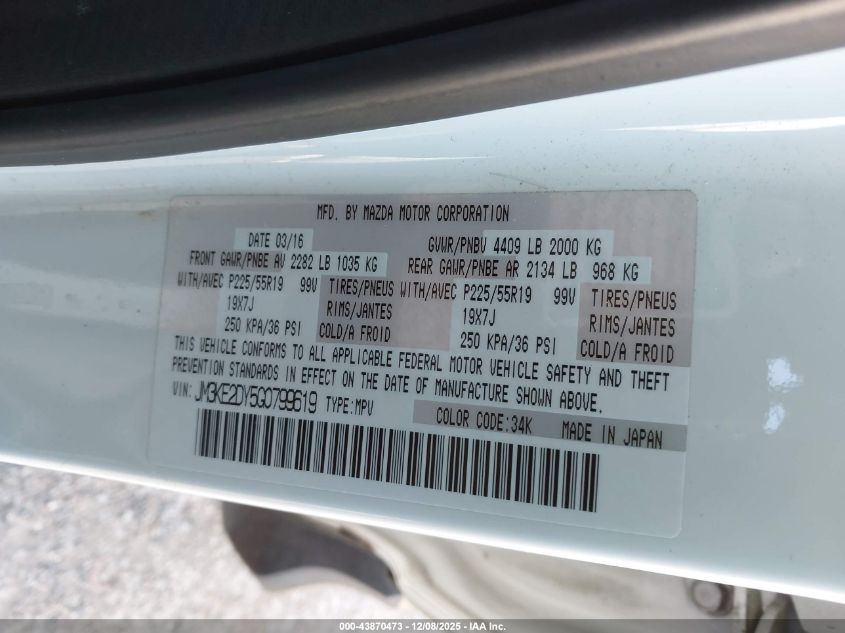 MFD. BY MAZDA MOTOR CORPORATION
DATE 03/16 GVWR/PNBV 4409 LB 2000 KG
FRONT GAWR/PNBE AV 2282 LB 1035 KG REAR GAWR/PNBE AR 2134 LB 968 KG
WITH/AVEC P225/55R19 99V TIRES/PNEUS WITH/AVEC P225/55R19 99V TIRES/PNEUS
19X7J RIMS/JANTES 19X7J RIMS/JANTES
250 KPA/36 PSI COLD/A FROID 250 KPA/36 PSI COLD/A FROID
THIS VEHICLE CONFORMS TO ALL APPLICABLE FEDERAL MOTOR VEHICLE SAFETY AND THEFT
PREVENTION STANDARDS IN EFFECT ON THE DATE OF MANUFACTURE SHOWN ABOVE.
VIN: JM3KE2DY5G0799619 TYPE:MPV
COLOR CODE:34K MADE IN JAPAN
000-43870473 - 12/08/2025 - IAA Inc.